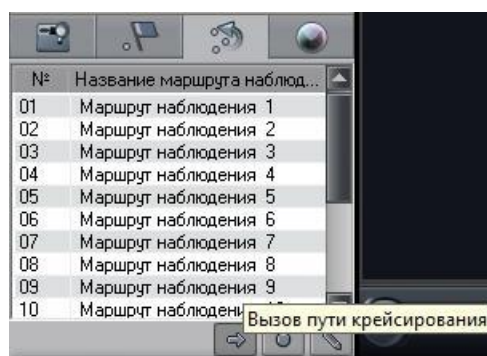 № Название маршрута наблюд...
01 Маршрут наблюдения 1
02 Маршрут наблюдения 2
03 Маршрут наблюдения 3
04 Маршрут наблюдения 4
05 Маршрут наблюдения 5
06 Маршрут наблюдения 6
07 Маршрут наблюдения 7
08 Маршрут наблюдения 8
09 Маршрут наблюдения 9
10 Маршрут
Вызов пути крейсирования